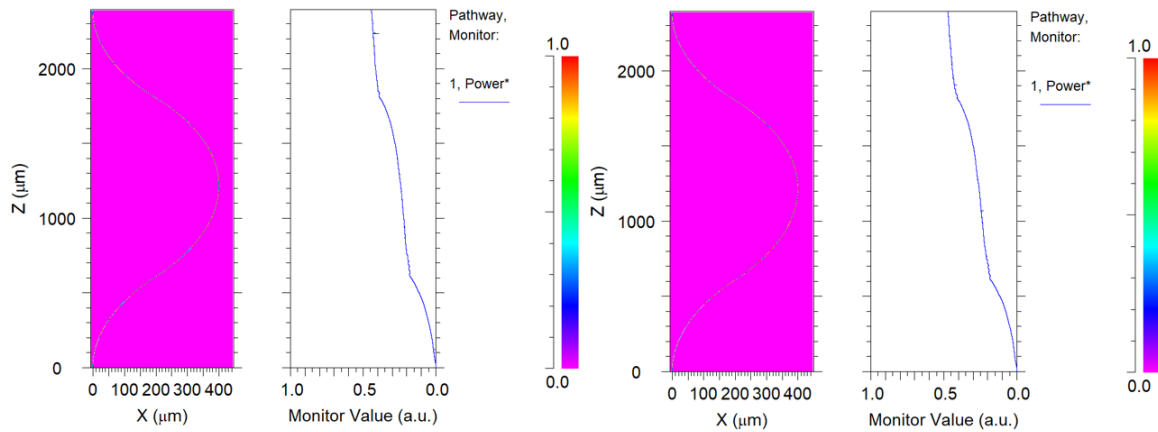 Pathway,
Monitor:
1, Power*
1.0
0.0
Z (μm)
2000
1000
0
0 100 200 300 400
X (μm)
1.0 0.5 0.0
Monitor Value (a.u.)
Pathway,
Monitor:
1, Power*
1.0
0.0
Z (μm)
2000
1000
0
0 100 200 300 400
X (μm)
1.0 0.5 0.0
Monitor Value (a.u.)